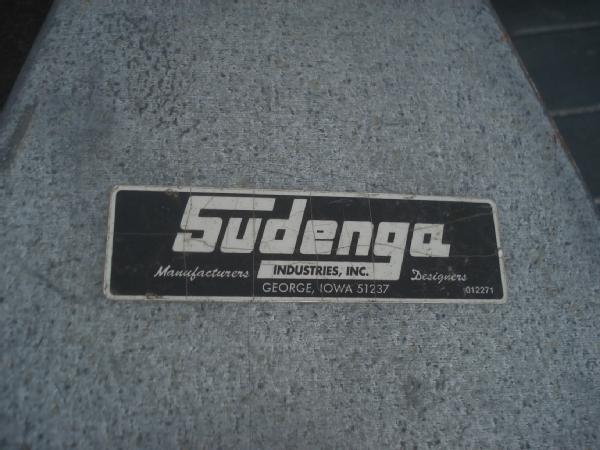 Sudenga
INDUSTRIES, INC.
Manufacturers Designers
GEORGE, IOWA 51237
012271